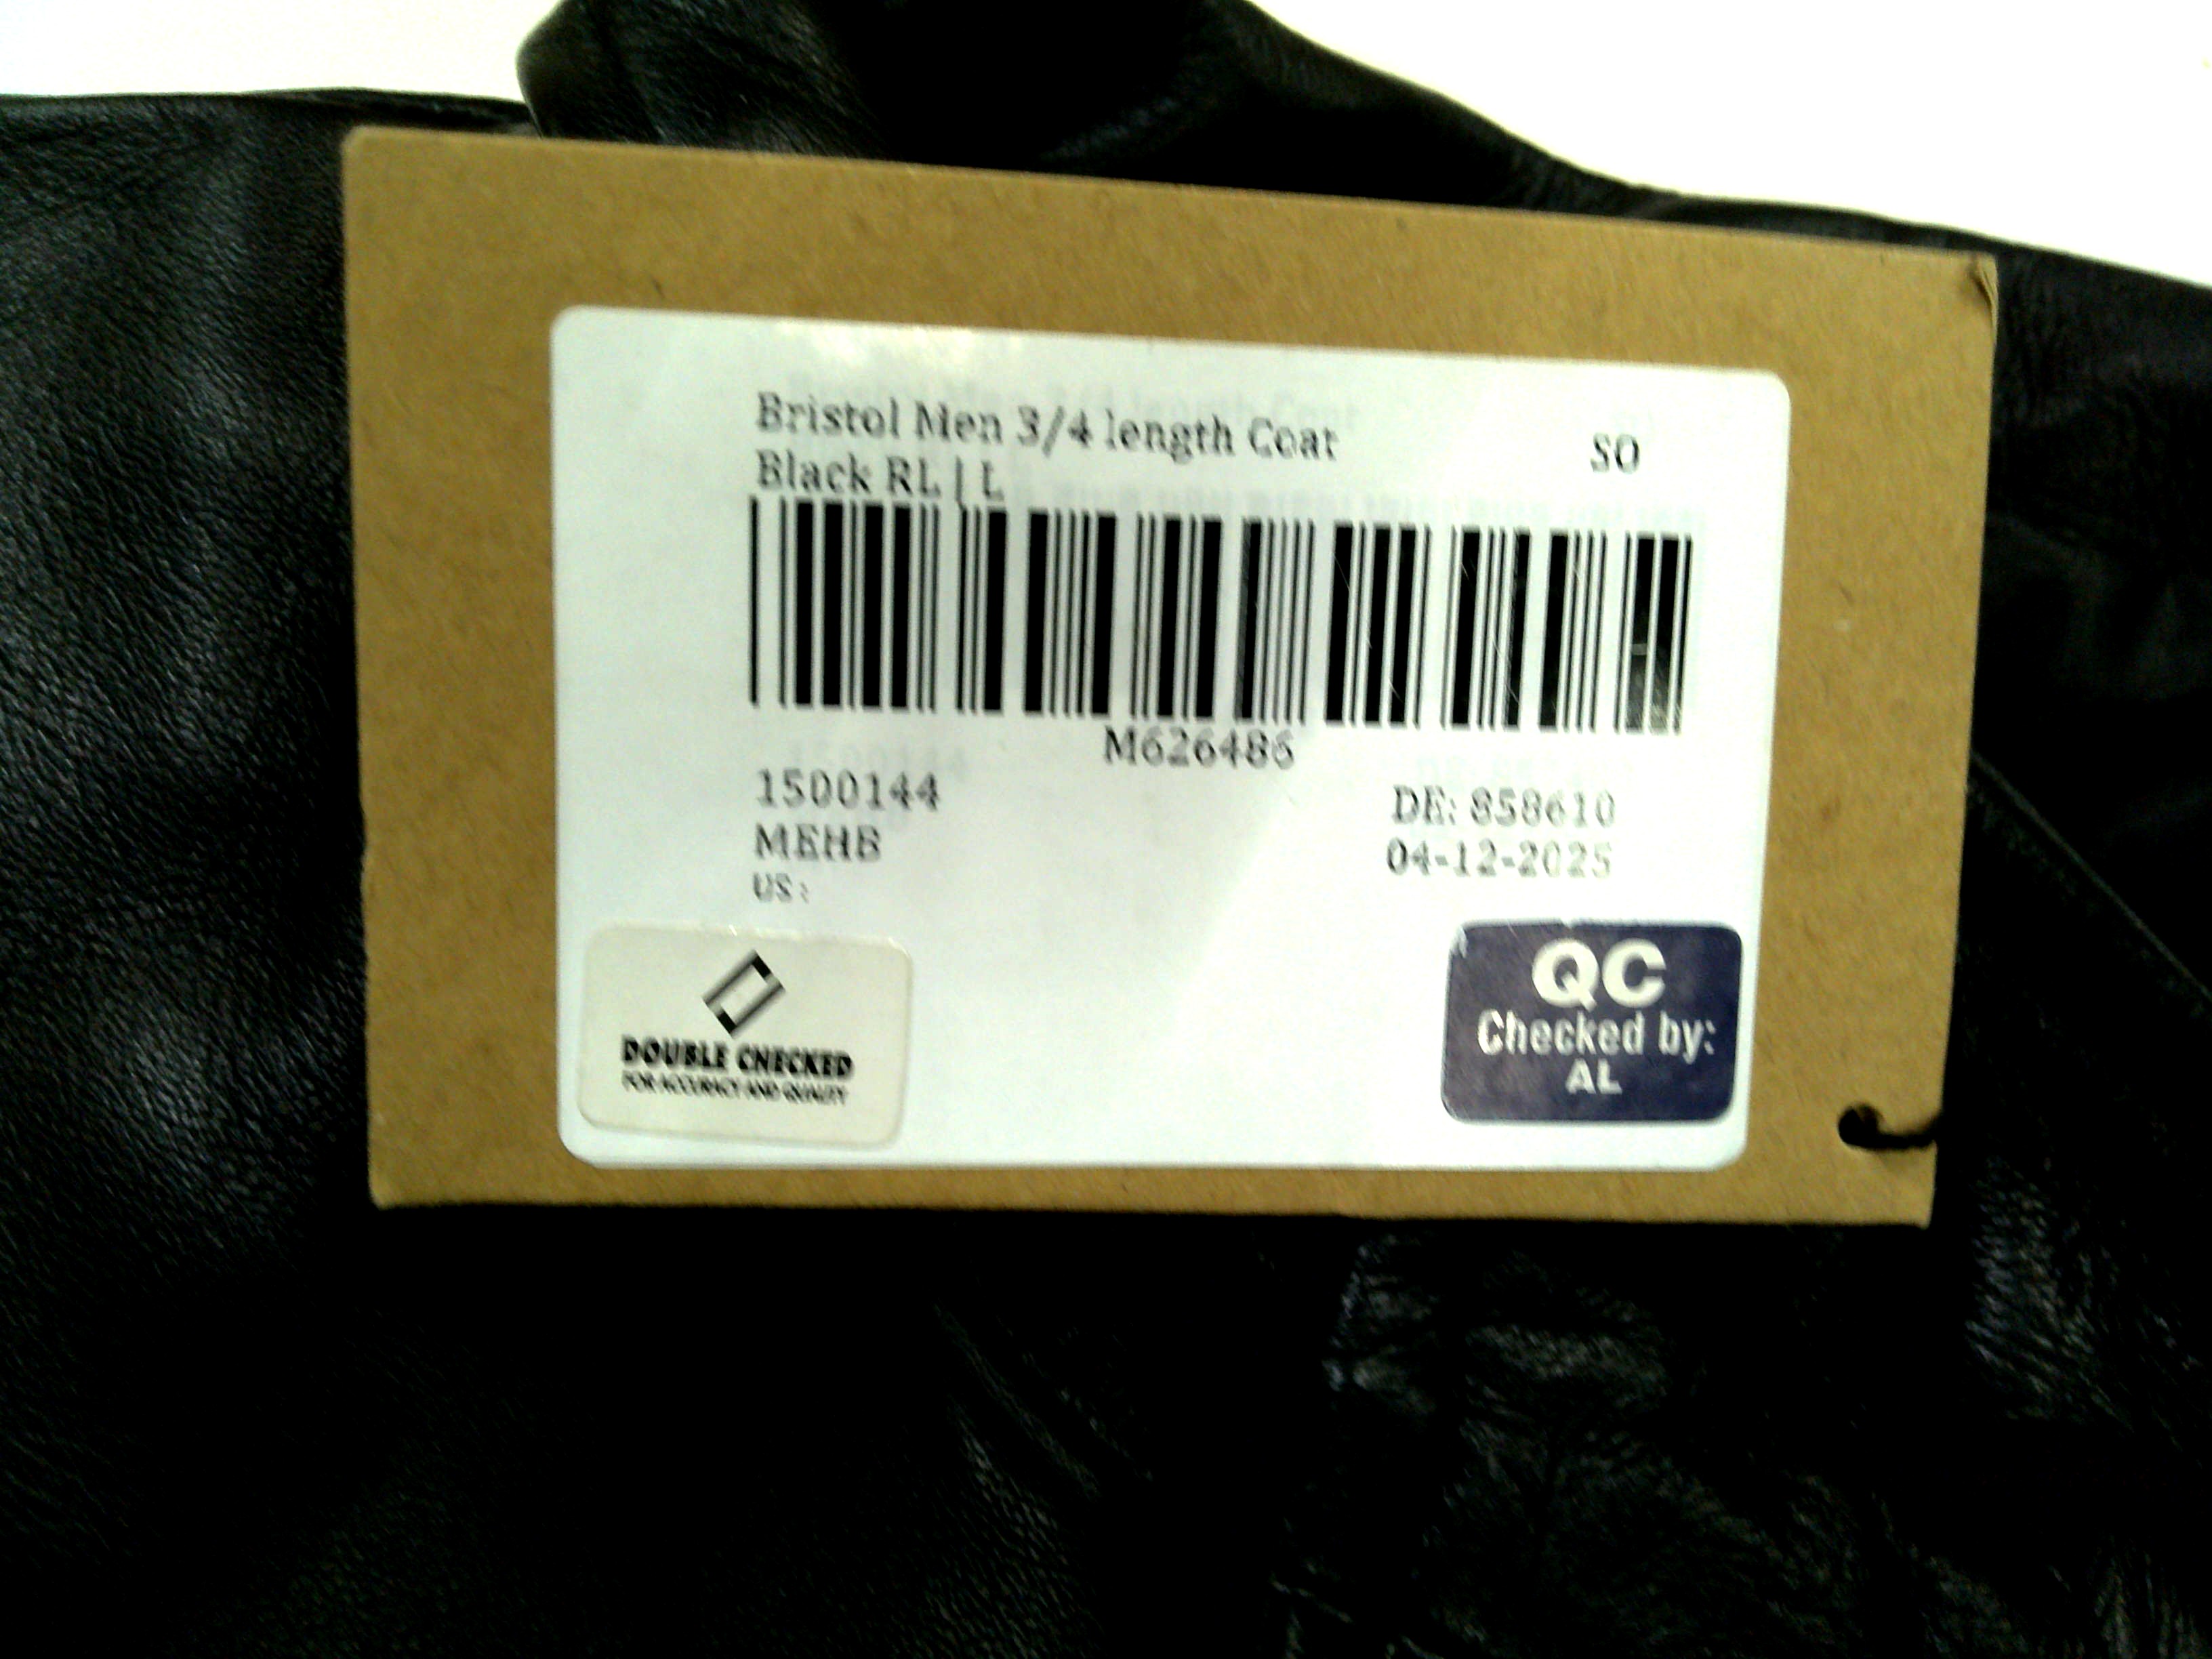 Bristol Men 3/4 length Coat
SO
Black RL | L
M626486
1500144
DE: 858610
MEHB
04-12-2025
US:
DOUBLE CHECKED
FOR ACCURACY AND QUALITY
QC
Checked by:
AL